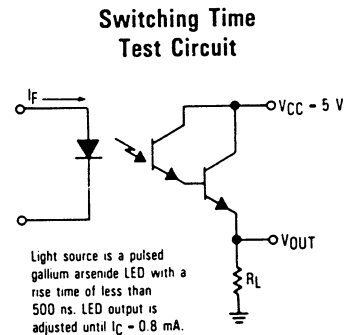 Switching Time
Test Circuit
IF
VCC = 5 V
VOUT
RL
Light source is a pulsed
gallium arsenide LED with a
rise time of less than
500 ns. LED output is
adjusted until IC = 0.8 mA.